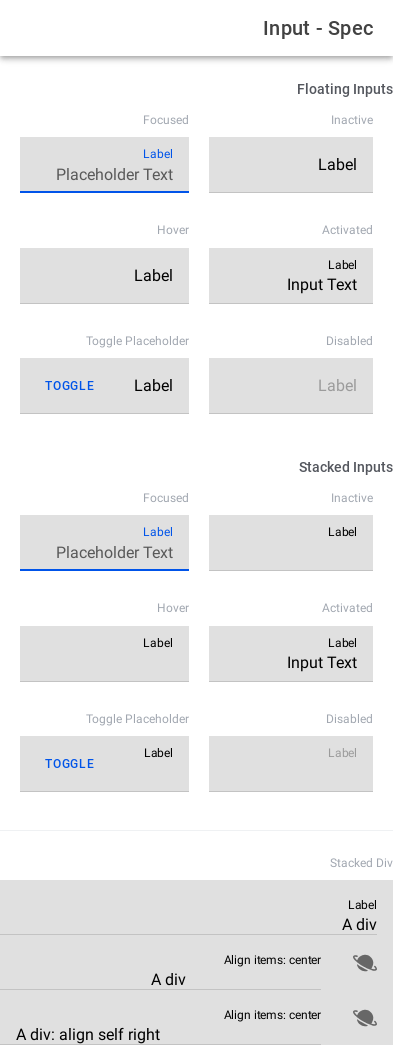 Input - Spec
Floating Inputs
Focused
Inactive
Label
Placeholder Text
Label
Hover
Activated
Label
Label
Input Text
Toggle Placeholder
Disabled
TOGGLE
Label
Label
Stacked Inputs
Focused
Inactive
Label
Placeholder Text
Label
Hover
Activated
Label
Label
Input Text
Toggle Placeholder
Disabled
TOGGLE
Label
Label
Stacked Div
Label
A div
Align items: center
A div
Align items: center
A div: align self right